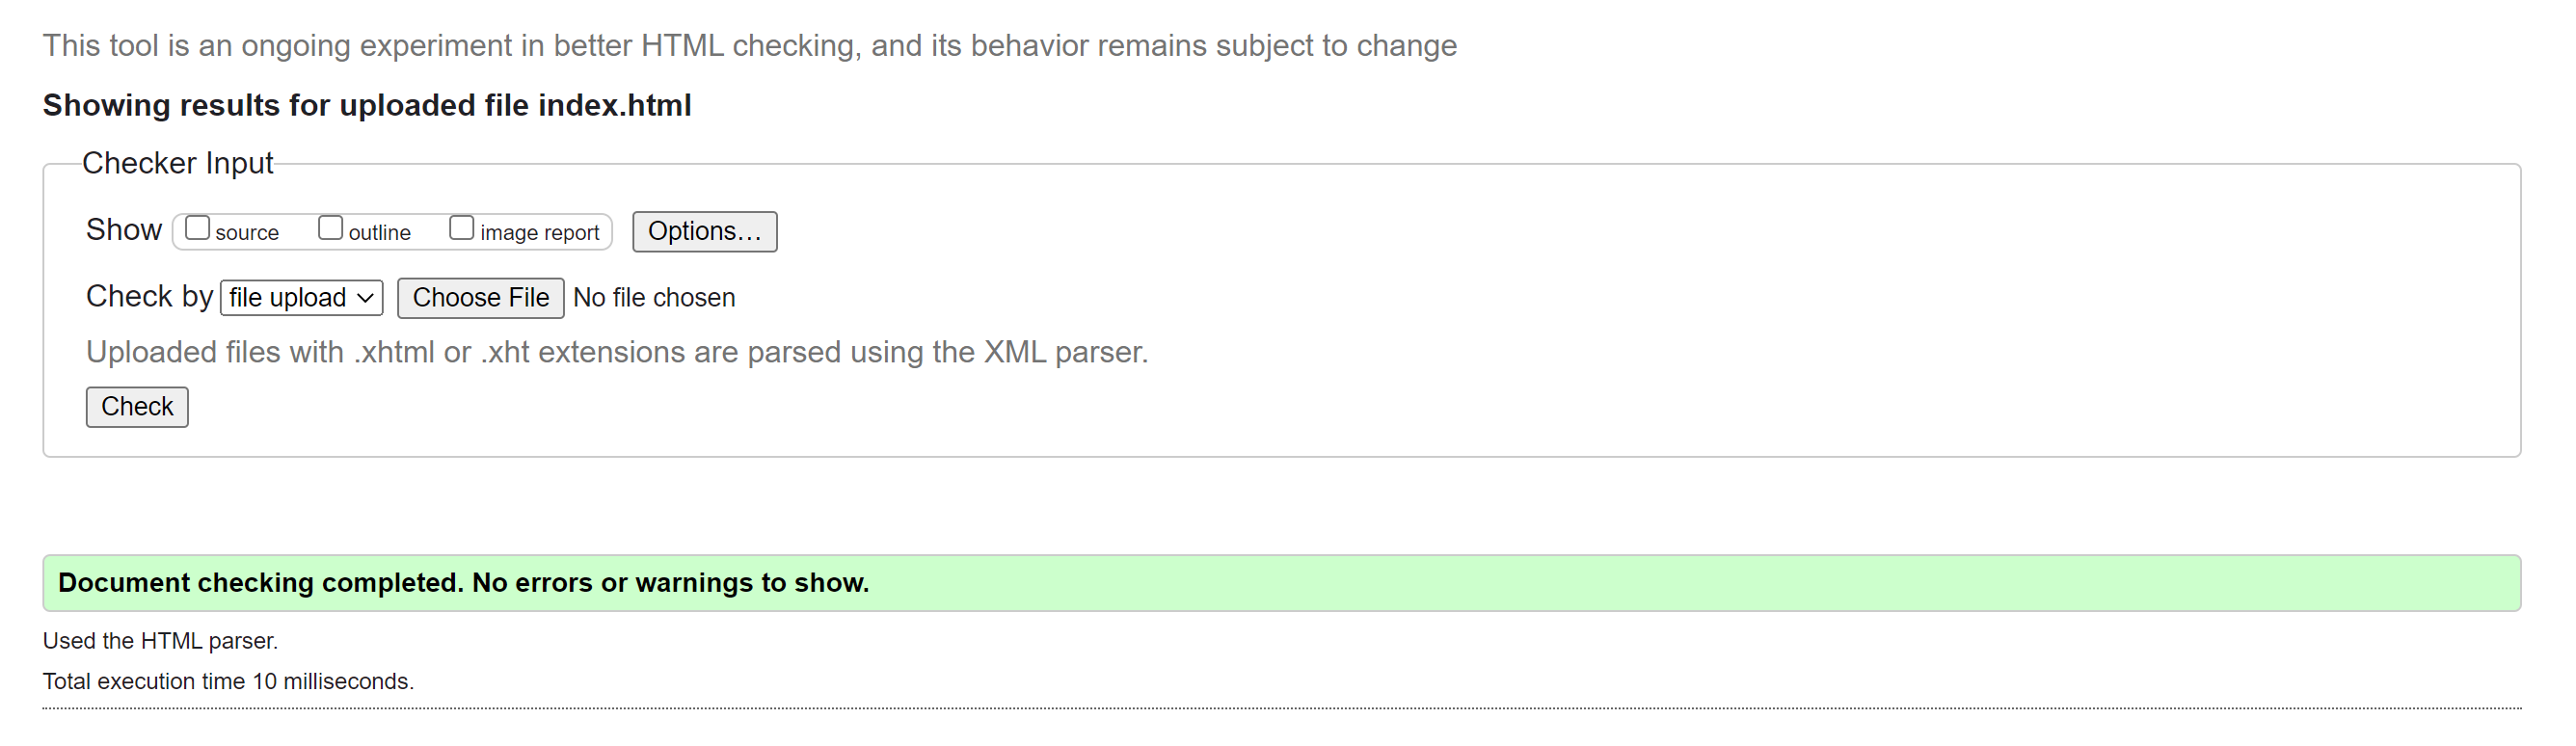 This tool is an ongoing experiment in better HTML checking, and its behavior remains subject to change
Showing results for uploaded file index.html
Checker Input
Show source outline image report Options...
Check by file upload Choose File No file chosen
Uploaded files with .xhtml or .xht extensions are parsed using the XML parser.
Check
Document checking completed. No errors or warnings to show.
Used the HTML parser.
Total execution time 10 milliseconds.